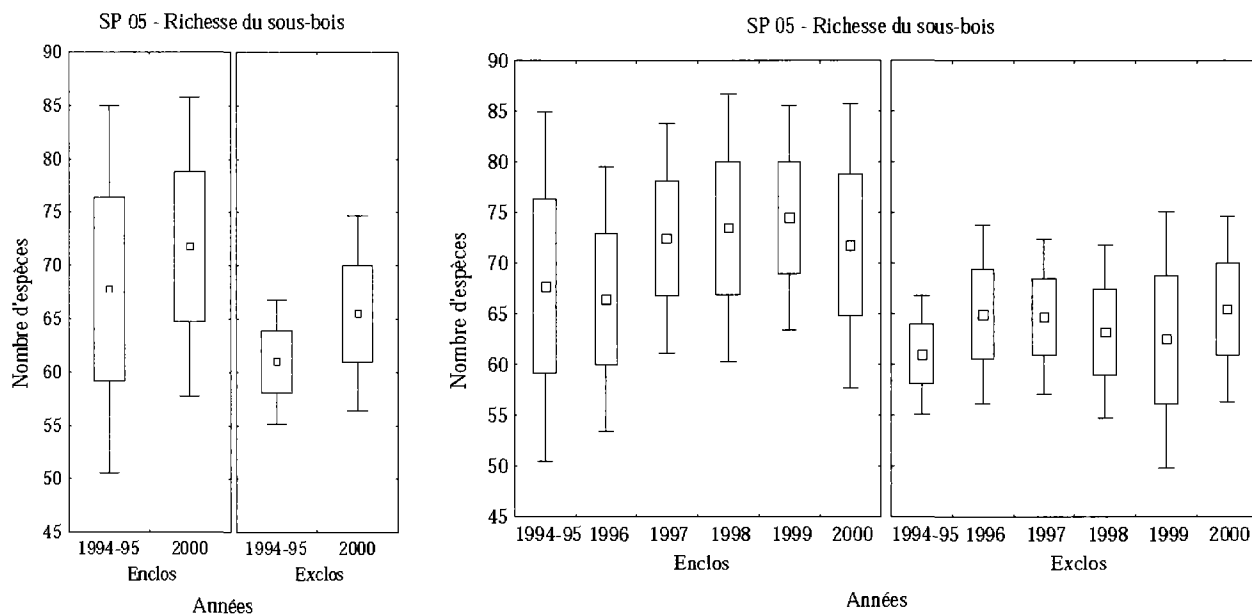 SP 05 - Richesse du sous-bois
Nombre d'espèces
90
85
80
75
70
65
60
55
50
45
1994-95 2000
Enclos
1994-95 2000
Exclos
Années
SP 05 - Richesse du sous-bois
Nombre d'espèces
90
85
80
75
70
65
60
55
50
45
1994-95 1996 1997 1998 1999 2000
Enclos
1994-95 1996 1997 1998 1999 2000
Exclos
Années